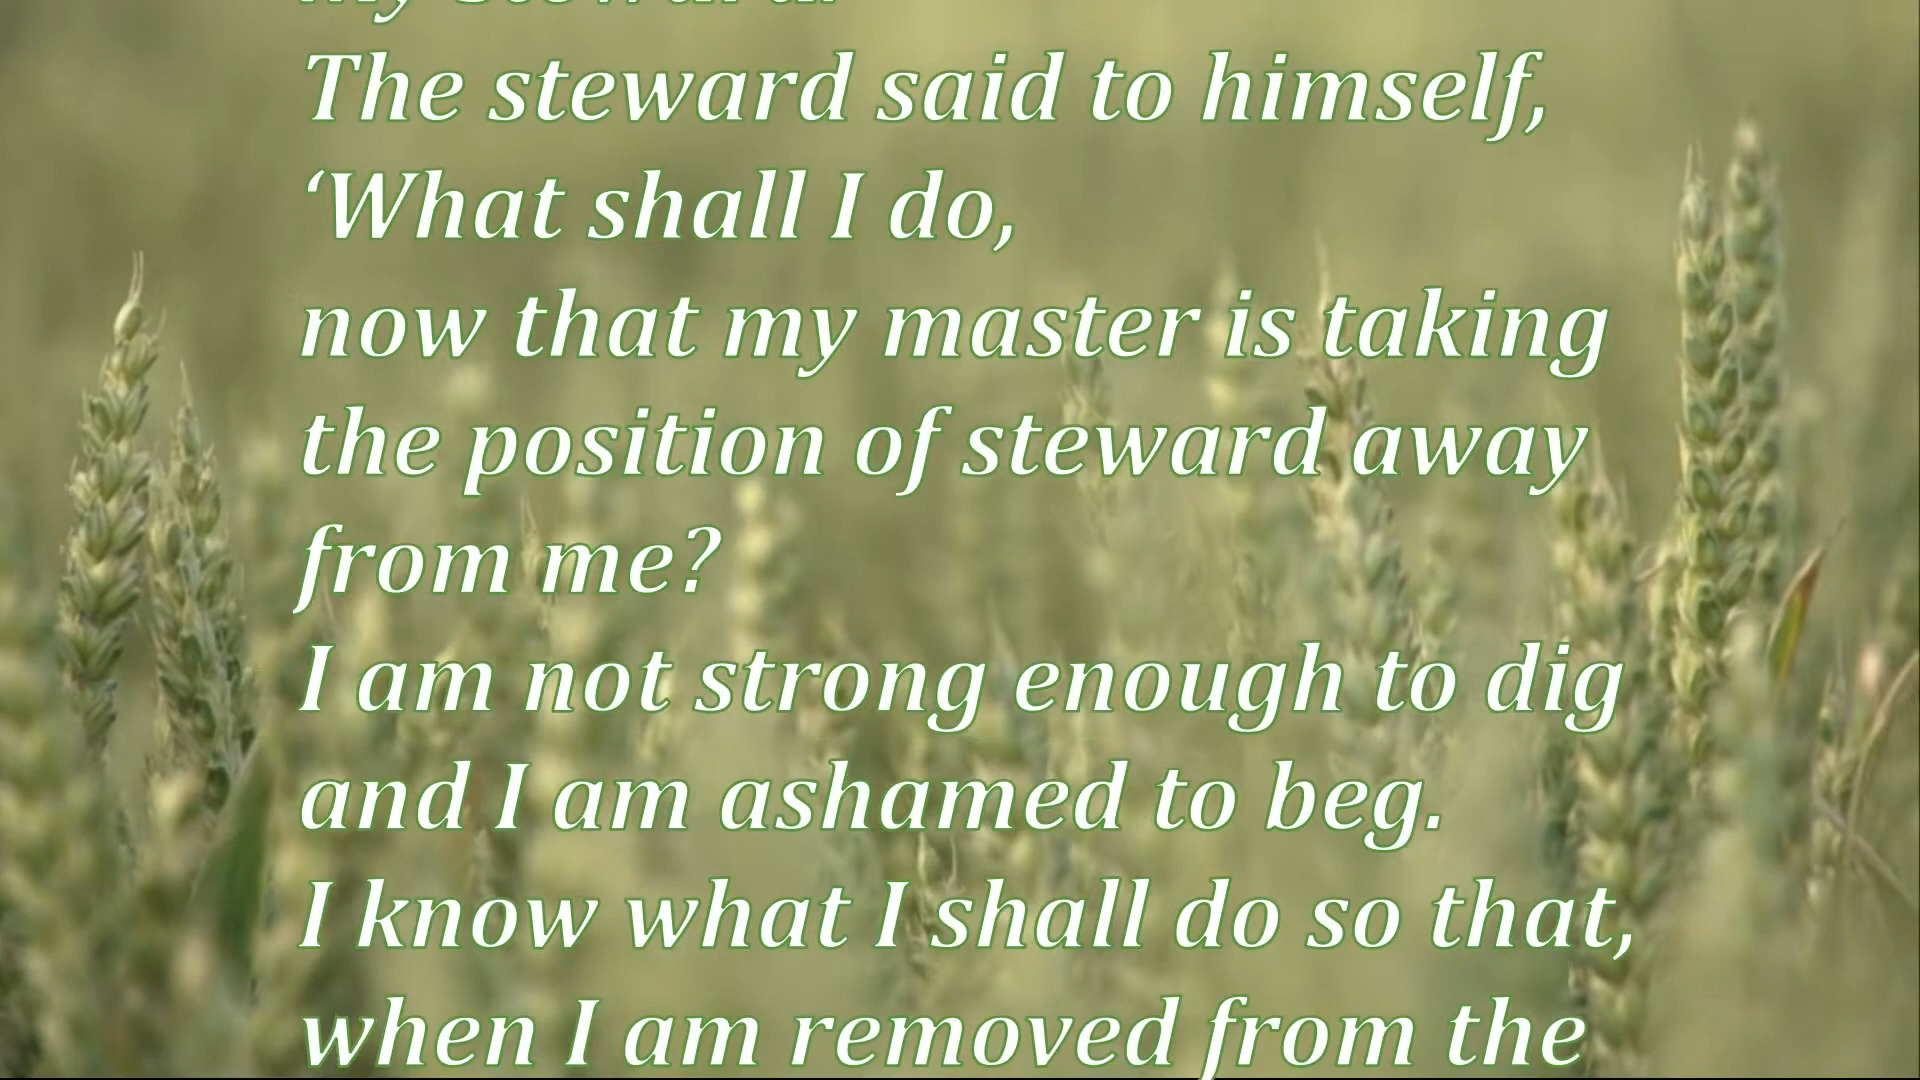 my steward.
The steward said to himself,
‘What shall I do,
now that my master is taking
the position of steward away
from me?
I am not strong enough to dig
and I am ashamed to beg.
I know what I shall do so that,
when I am removed from the